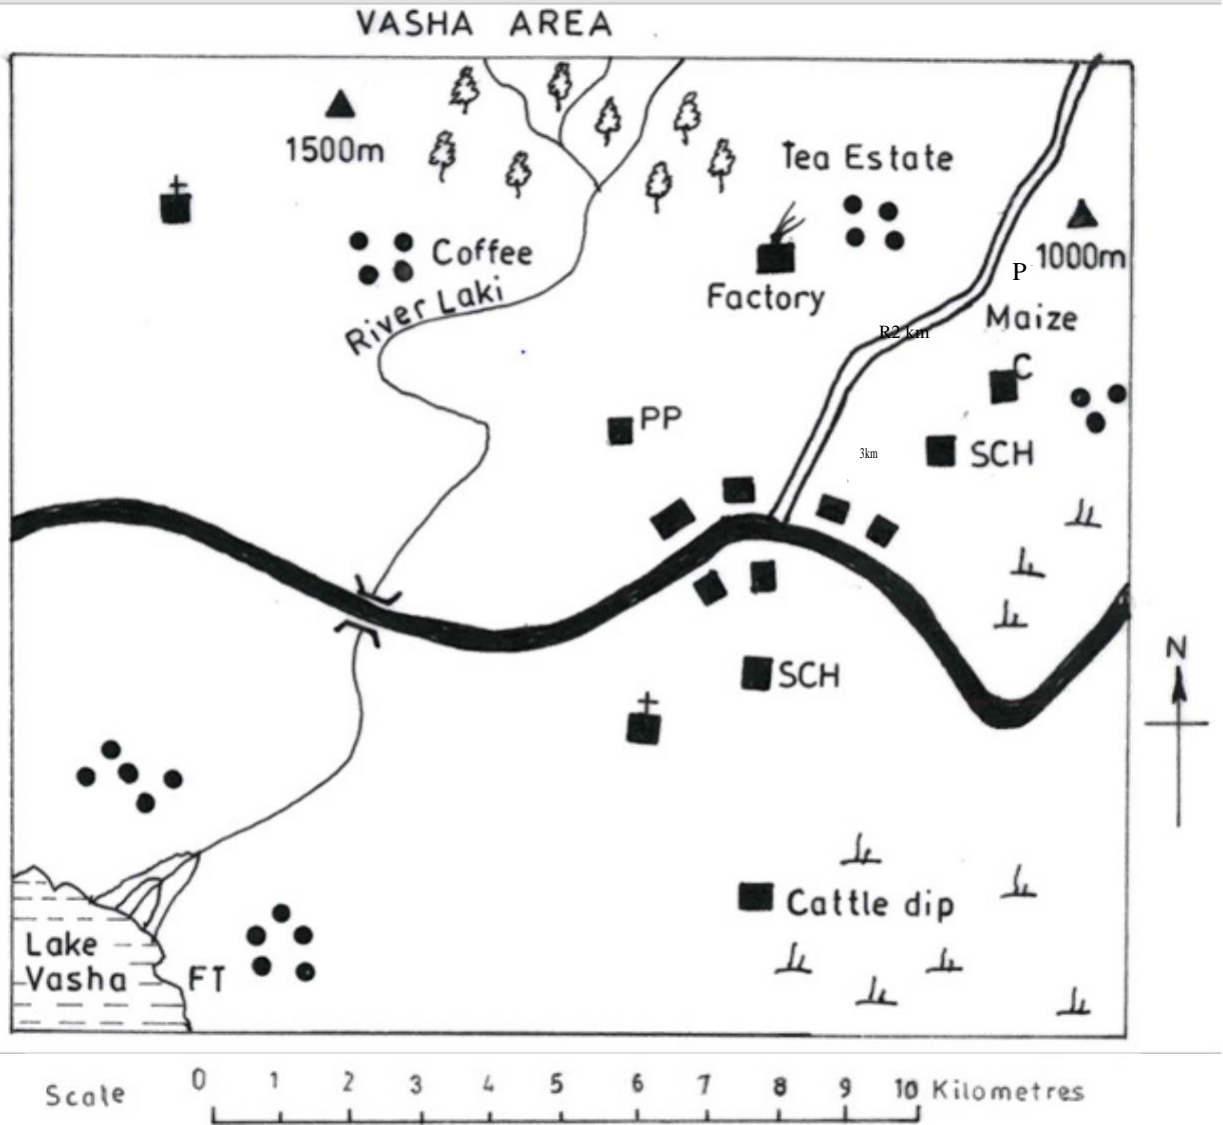 VASHA AREA
1500m
Tea Estate
Coffee
1000m
P
River Laki
Factory
Maize
R2 km
C
PP
SCH
3km
SCH
N
Cattle dip
Lake
Vasha
FT
Scale 0 1 2 3 4 5 6 7 8 9 10 Kilometres